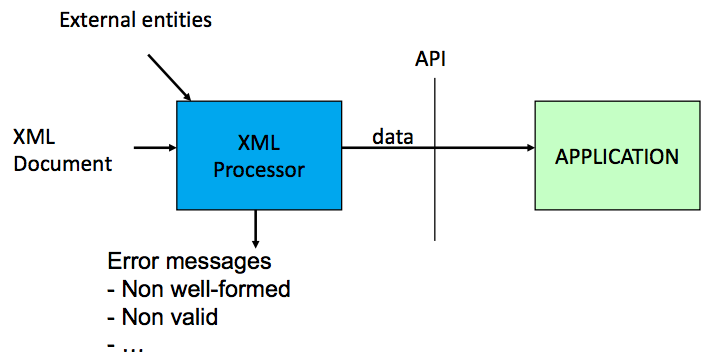 External entities
API
XML
Document
XML
Processor
data
APPLICATION
Error messages
- Non well-formed
- Non valid
- ...